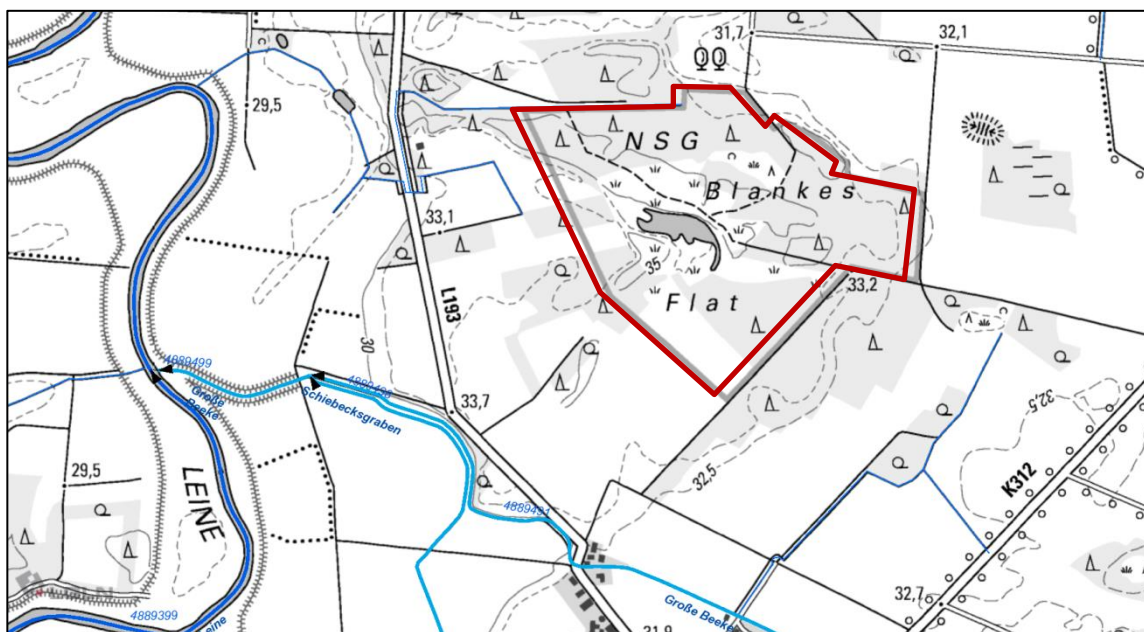 31,7
32,1
29,5
NSG
Blankes
33,1
35
Flat
33,2
L193
30
4889499
Große
Beeke
Schiebecksgraben
33,7
32,5
32,5
K312
29,5
LEINE
4889491
4889399
Große Beeke
32,7
31,9